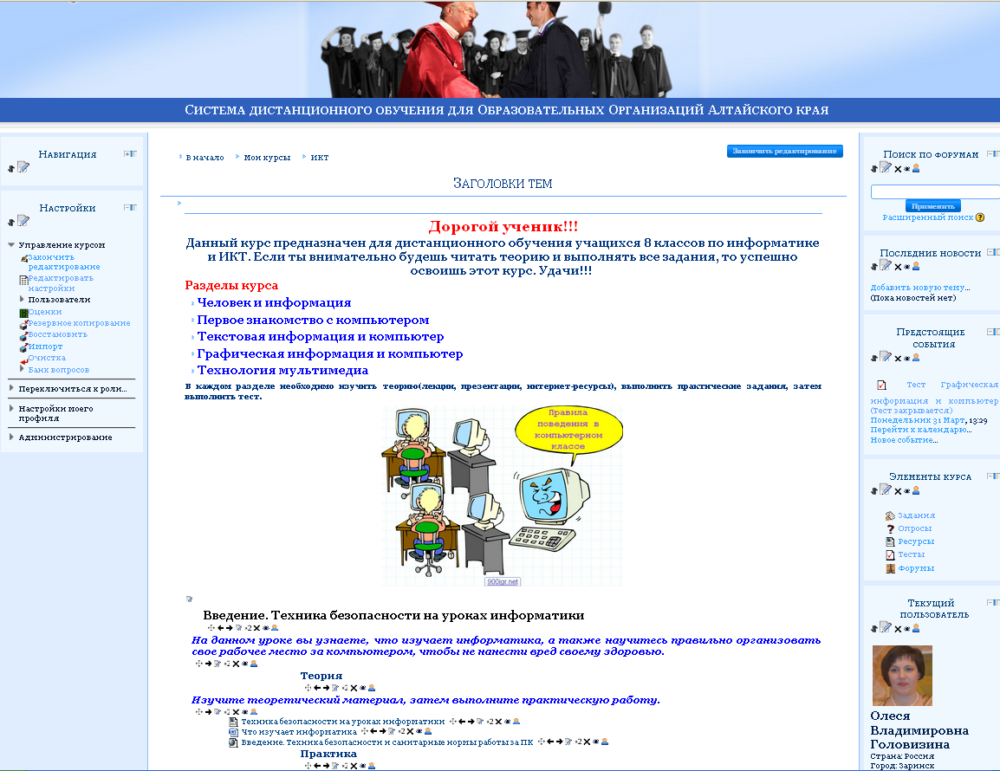 Система дистанционного обучения для Образовательных Организаций Алтайского края
Навигация
Настройки
Управление курсом
Закончить
редактирование
Редактировать
настройки
Пользователи
Оценки
Резервное копирование
Восстановить
Импорт
Очистка
Банк вопросов
Переключиться к роли...
Настройки моего
профиля
Администрирование
В начало
Мои курсы
ИКТ
Закончить редактирование
Заголовки тем
Дорогой ученик!!!
Данный курс предназначен для дистанционного обучения учащихся 8 классов по информатике
и ИКТ. Если ты внимательно будешь читать теорию и выполнять все задания, то успешно
освоишь этот курс. Удачи!!!
Разделы курса
Человек и информация
Первое знакомство с компьютером
Текстовая информация и компьютер
Графическая информация и компьютер
Технология мультимедиа
В каждом разделе необходимо изучить теорию(лекции, презентации, интернет-ресурсы), выполнить практические задания, затем
выполнить тест.
Правила
поведения в
компьютерном
классе
900igr.net
Введение. Техника безопасности на уроках информатики
На данном уроке вы узнаете, что изучает информатика, а также научитесь правильно организовать
свое рабочее место за компьютером, чтобы не нанести вред своему здоровью.
Теория
Изучите теоретический материал, затем выполните практическую работу.
Техника безопасности на уроках информатики
Что изучает информатика
Введение. Техника безопасности и санитарные нормы работы за ПК
Практика
Поиск по форумам
Применить
Расширенный поиск
Последние новости
Добавить новую тему...
(Пока новостей нет)
Предстоящие
события
Тест Графическая
информация и компьютер
(Тест закрывается)
Понедельник 31 Март, 13:29
Перейти к календарю...
Новое событие...
Элементы курса
Задания
Опросы
Ресурсы
Тесты
Форумы
Текущий
пользователь
Олеся
Владимировна
Головизина
Страна: Россия
Город: Заринск